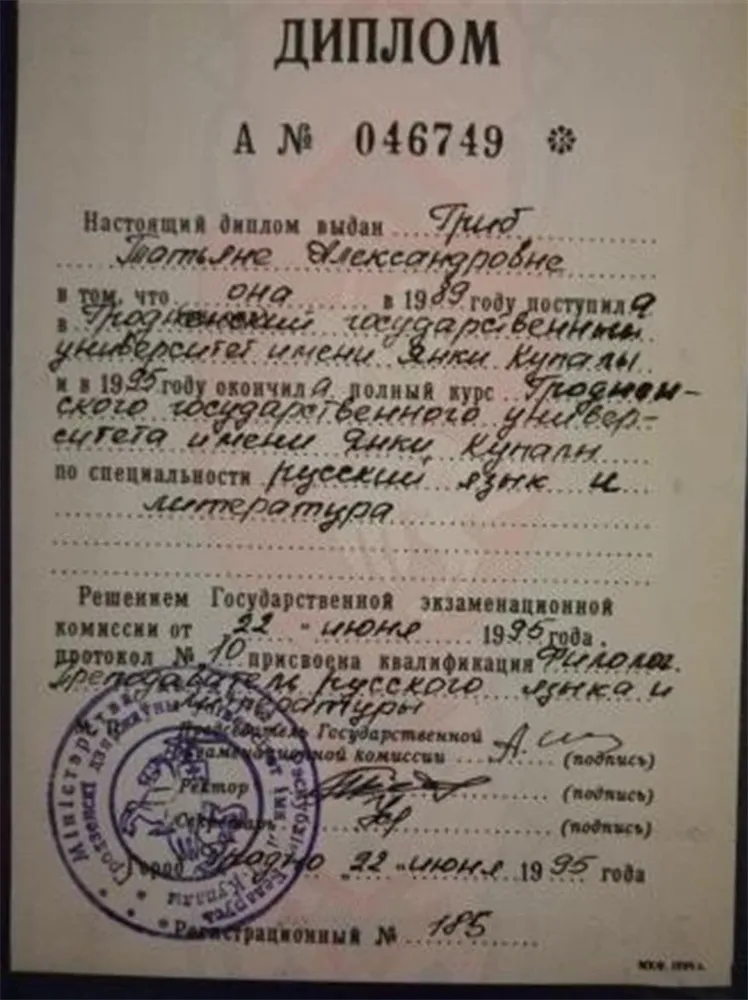 ДИПЛОМ
А № 046749
Настоящий диплом выдан Гриб
Татьяне Александровне
в том, что она в 1989 году поступила
в Гродненский государственный
университет имени Янки Купалы
и в 1995 году окончила полный курс Гроднен-
ского государственного универ-
ситета имени Янки Купалы
по специальности русский язык и
литература
Решением Государственной экзаменационной
комиссии от 22 " июня 1995 года.
протокол № 10 присвоена квалификация Филолог.
Преподаватель русского языка и
литературы
Председатель Государственной
экзаменационной комиссии (подпись)
Ректор (подпись)
Секретарь (подпись)
Город Гродно „ 22 " июня 1995 года
Регистрационный № 185